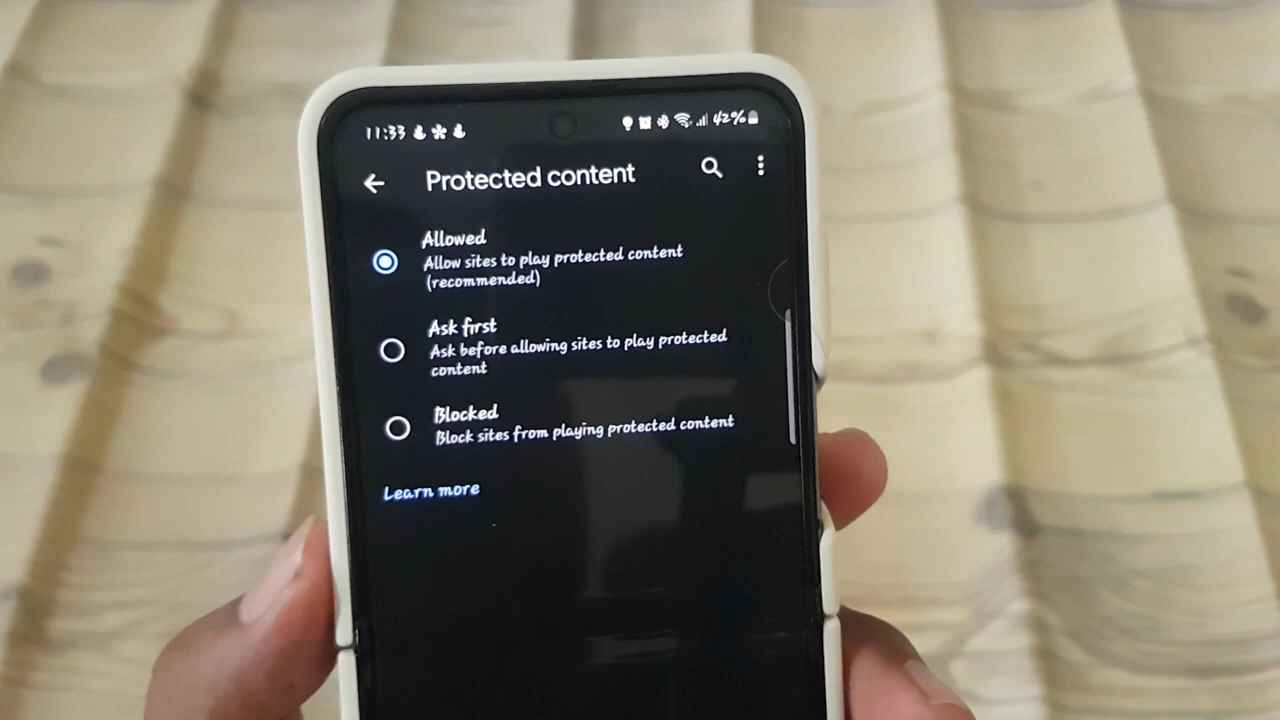 11:33 42%
Protected content
Allowed
Allow sites to play protected content
(recommended)
Ask first
Ask before allowing sites to play protected
content
Blocked
Block sites from playing protected content
Learn more